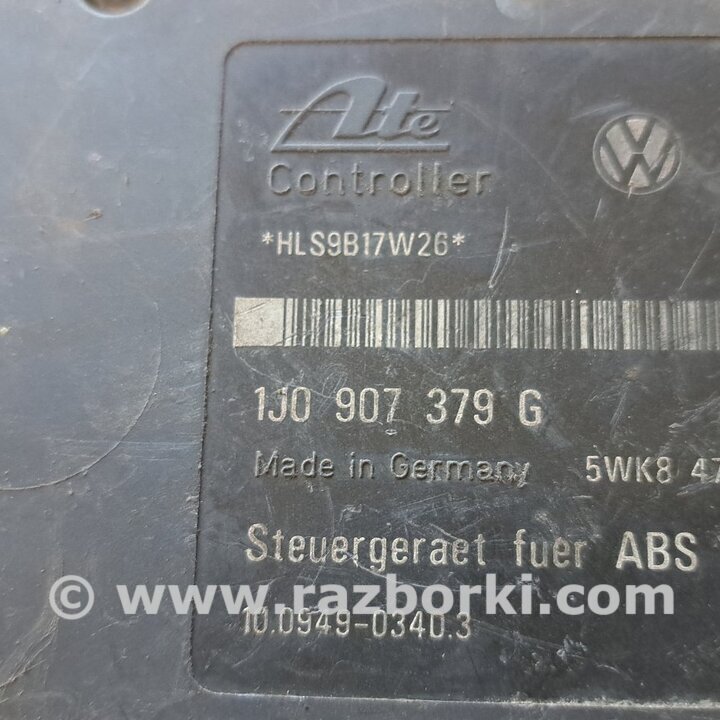 Ate
Controller
*HLS9B17W26*
1J0 907 379 G
Made in Germany 5WK8 47
Steuergeraet fuer ABS
© www.razborki.com
10.0949-0340.3